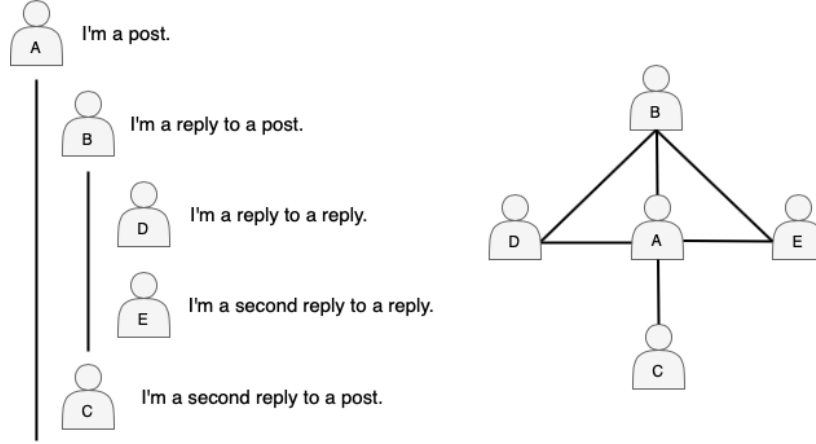 I'm a post.
A
I'm a reply to a post.
B
I'm a reply to a reply.
D
I'm a second reply to a reply.
E
I'm a second reply to a post.
C
B
D
A
E
C